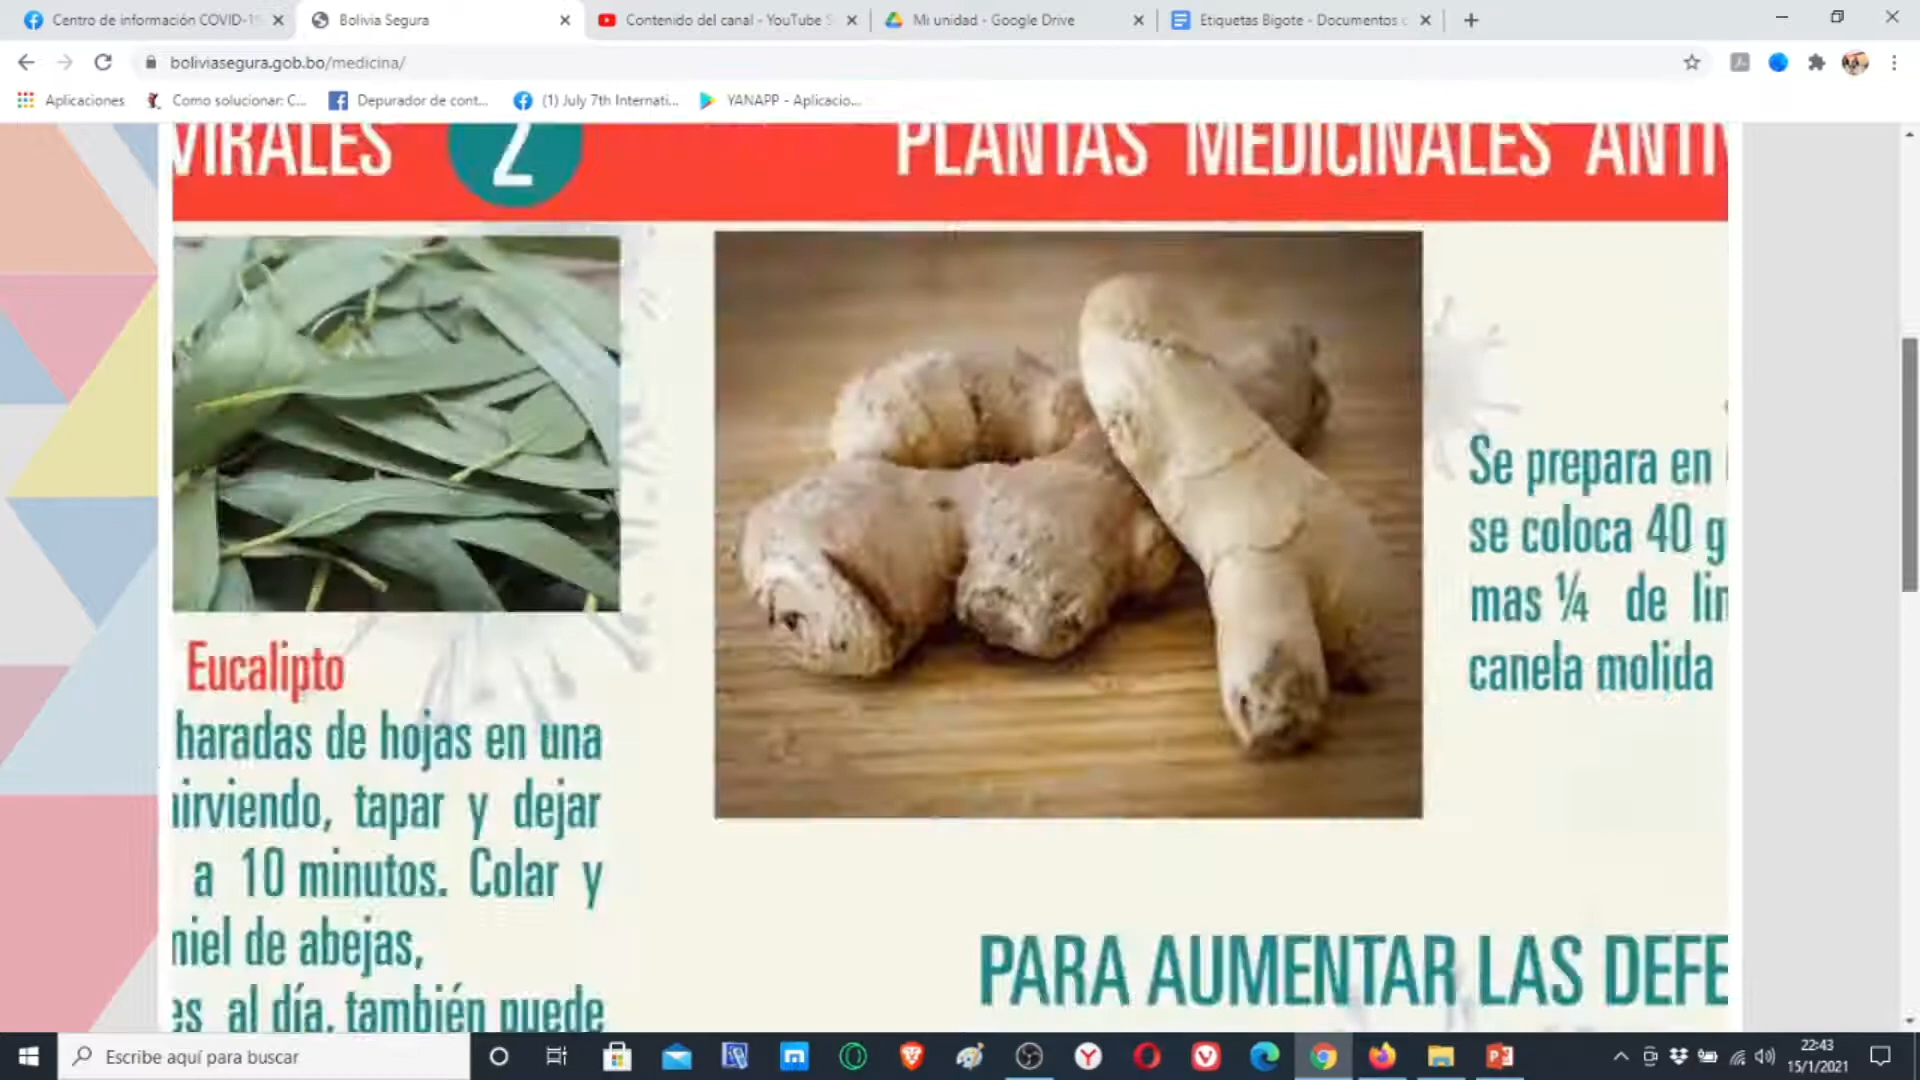 Centro de información COVID-19
Bolivia Segura
Contenido del canal - YouTube S
Mi unidad - Google Drive
Etiquetas Bigote - Documentos
boliviasegura.gob.bo/medicina/
Aplicaciones
Como solucionar: C...
Depurador de cont...
(1) July 7th Internati...
YANAPP - Aplicacio...
VIRALES 2
PLANTAS MEDICINALES ANTI
Eucalipto
haradas de hojas en una
hirviendo, tapar y dejar
a 10 minutos. Colar y
miel de abejas,
es al día, también puede
Se prepara en
se coloca 40 g
mas ¼ de lim
canela molida
PARA AUMENTAR LAS DEFE
Escribe aquí para buscar
22:43
15/1/2021